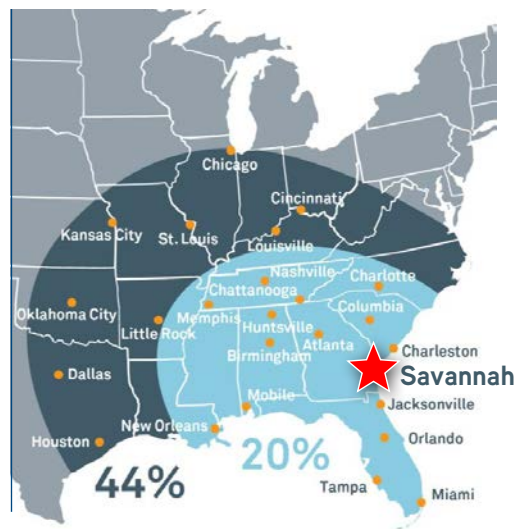 Chicago
Cincinnati
Kansas City
St. Louis
Louisville
Nashville
Charlotte
Chattanooga
Columbia
Oklahoma City
Memphis
Little Rock
Huntsville
Atlanta
Birmingham
Charleston
Savannah
Dallas
Mobile
Jacksonville
New Orleans
Houston
Orlando
20%
44%
Tampa
Miami